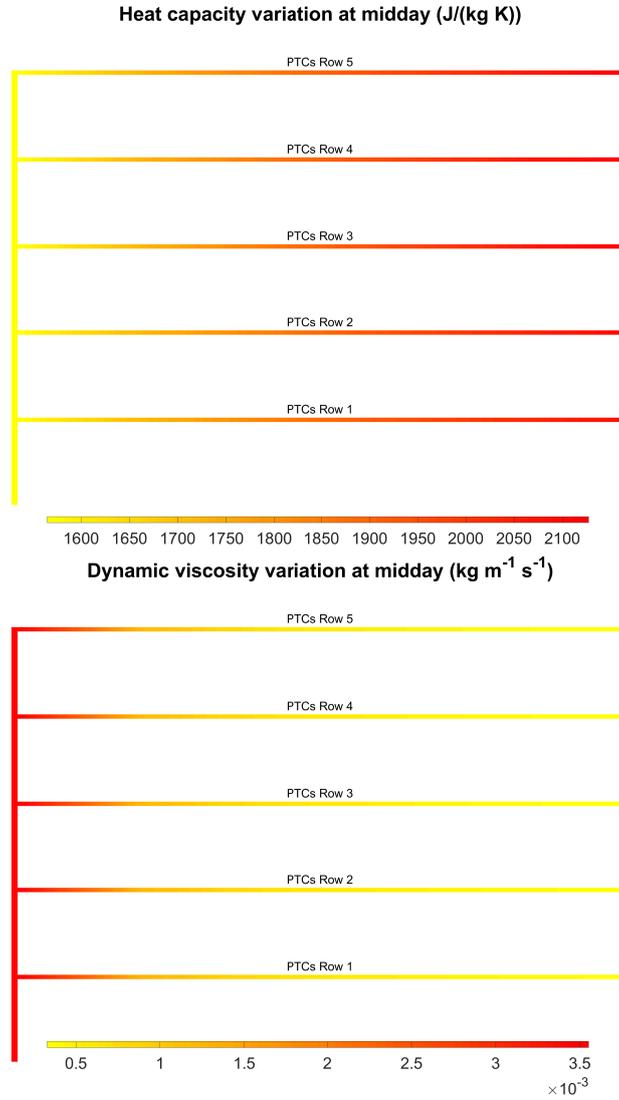 Heat capacity variation at midday (J/(kg K))
PTCs Row 5
PTCs Row 4
PTCs Row 3
PTCs Row 2
PTCs Row 1
1600 1650 1700 1750 1800 1850 1900 1950 2000 2050 2100
Dynamic viscosity variation at midday (kg m⁻¹ s⁻¹)
PTCs Row 5
PTCs Row 4
PTCs Row 3
PTCs Row 2
PTCs Row 1
0.5 1 1.5 2 2.5 3 3.5
×10⁻³